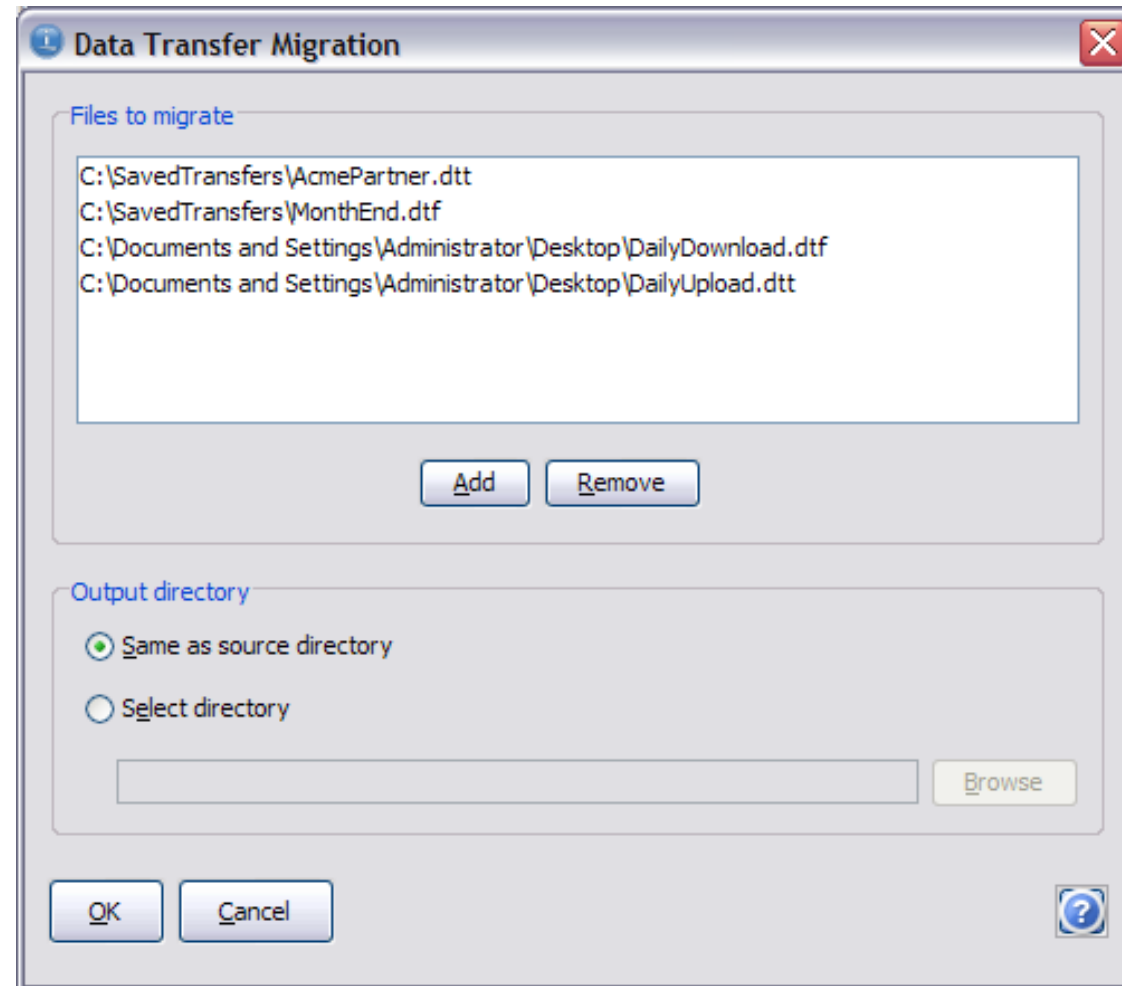 Data Transfer Migration
Files to migrate
C:\SavedTransfers\AcmePartner.dtt
C:\SavedTransfers\MonthEnd.dtf
C:\Documents and Settings\Administrator\Desktop\DailyDownload.dtf
C:\Documents and Settings\Administrator\Desktop\DailyUpload.dtt
Add Remove
Output directory
Same as source directory
Select directory
Browse
OK Cancel ?